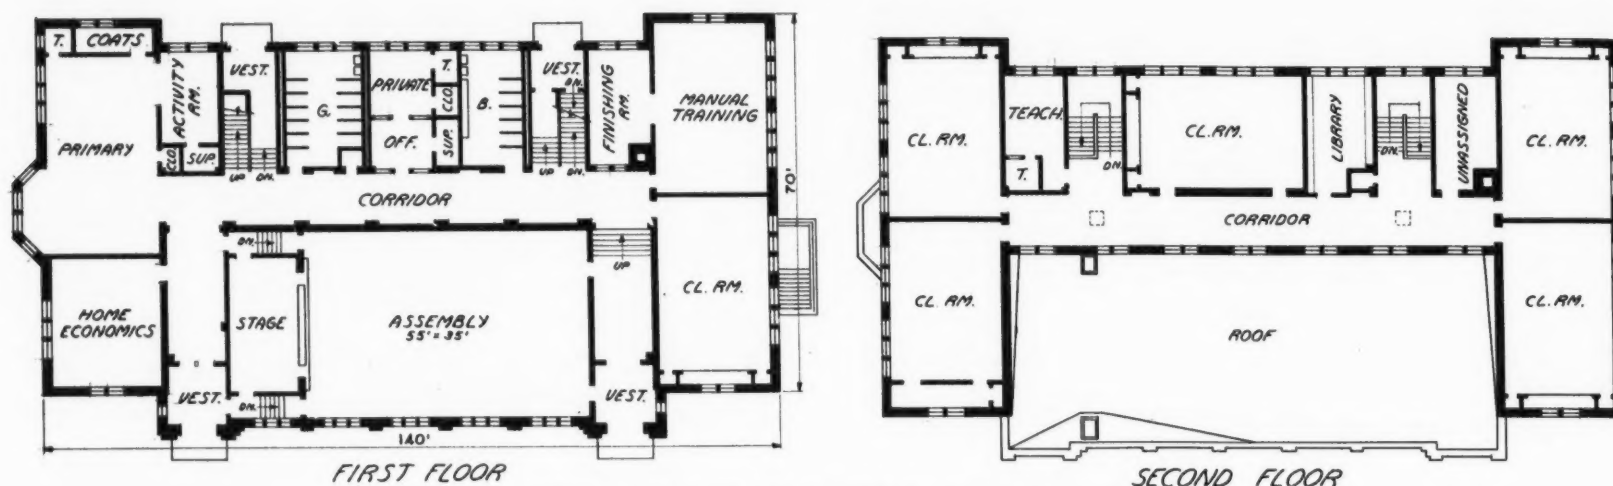 T.
COATS
ACTIVITY
RM.
VEST.
PRIVATE
T.
CLO.
B.
VEST.
DN.
FINISHING
RM.
MANUAL
TRAINING
G.
PRIMARY
CLO.
SUP.
UP
DN.
OFF.
SUP.
UP
DN.
CORRIDOR
70'
DN.
UP
HOME
ECONOMICS
STAGE
ASSEMBLY
55' = 35'
CL. RM.
VEST.
DN.
VEST.
140'
FIRST FLOOR
CL. RM.
TEACH.
T.
DN.
CL. RM.
LIBRARY
DN.
UNASSIGNED
CL. RM.
CORRIDOR
CL. RM.
ROOF
CL. RM.
SECOND FLOOR